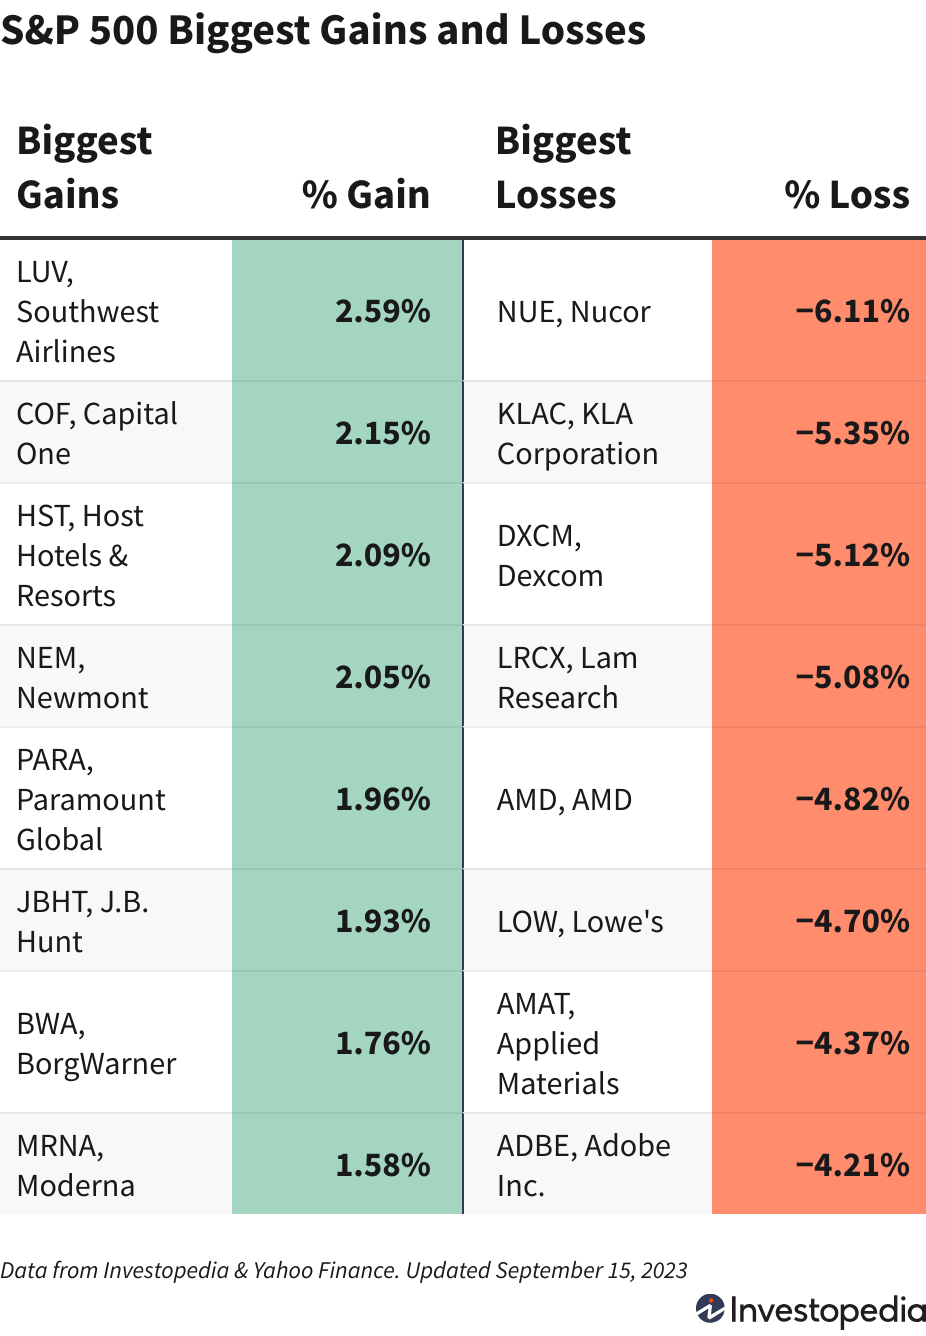 S&P 500 Biggest Gains and Losses
Biggest
Gains
% Gain
Biggest
Losses
% Loss
LUV,
Southwest
Airlines
2.59%
NUE, Nucor
−6.11%
COF, Capital
One
2.15%
KLAC, KLA
Corporation
−5.35%
HST, Host
Hotels &
Resorts
2.09%
DXCM,
Dexcom
−5.12%
NEM,
Newmont
2.05%
LRCX, Lam
Research
−5.08%
PARA,
Paramount
Global
1.96%
AMD, AMD
−4.82%
JBHT, J.B.
Hunt
1.93%
LOW, Lowe's
−4.70%
BWA,
BorgWarner
1.76%
AMAT,
Applied
Materials
−4.37%
MRNA,
Moderna
1.58%
ADBE, Adobe
Inc.
−4.21%
Data from Investopedia & Yahoo Finance. Updated September 15, 2023
Investopedia